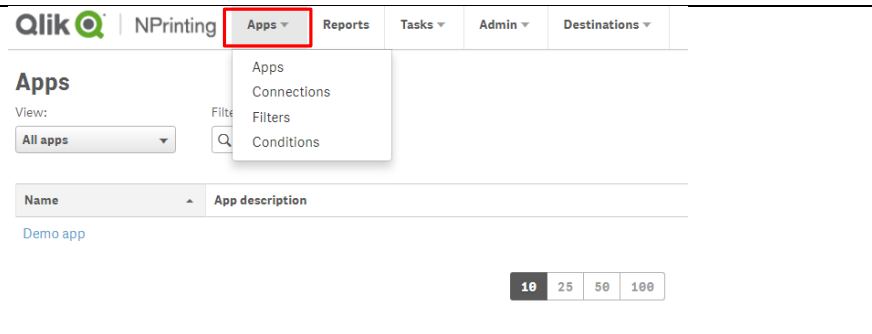 Qlik NPrinting Apps Reports Tasks Admin Destinations
Apps
Connections
Filters
Conditions
Apps
View: Filte
All apps
Name App description
Demo app
10 25 50 100